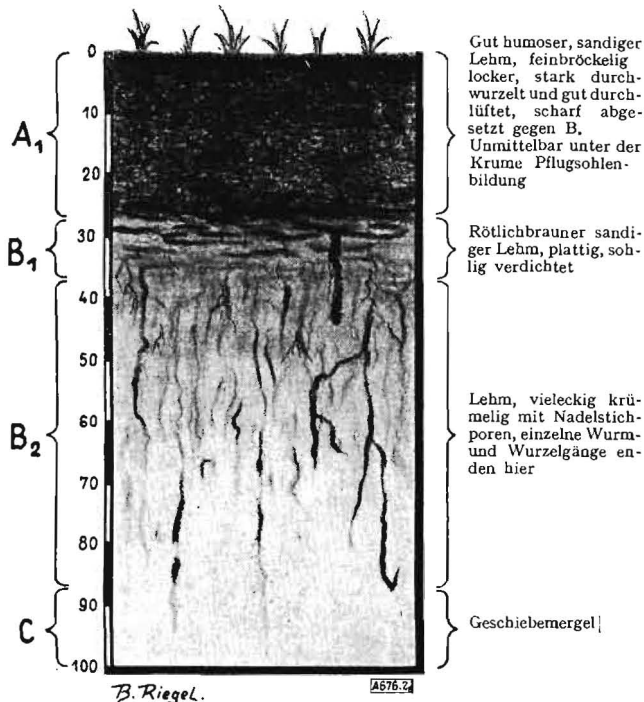 0
10
20
30
40
50
60
70
80
90
100
A1
B1
B2
C
Gut humoser, sandiger
Lehm, feinbröckelig
locker, stark durch-
wurzelt und gut durch-
lüftet, scharf abge-
setzt gegen B.
Unmittelbar unter der
Krume Pflugsohlen-
bildung
Rötlichbrauner sandi-
ger Lehm, plattig, soh-
lig verdichtet
Lehm, vieleckig krü-
melig mit Nadelstich-
poren, einzelne Wurm-
und Wurzelgänge en-
den hier
Geschiebemergel
B. Riegel.
A676.2